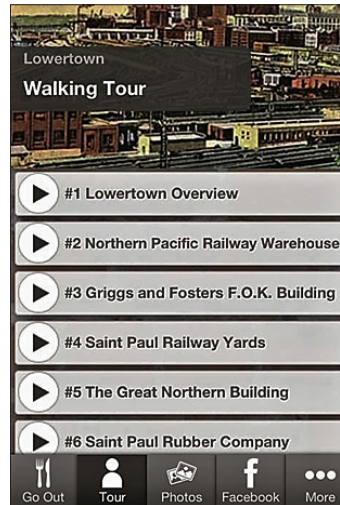 Lowertown
Walking Tour
#1 Lowertown Overview
#2 Northern Pacific Railway Warehouse
#3 Griggs and Fosters F.O.K. Building
#4 Saint Paul Railway Yards
#5 The Great Northern Building
#6 Saint Paul Rubber Company
Go Out Tour Photos Facebook More